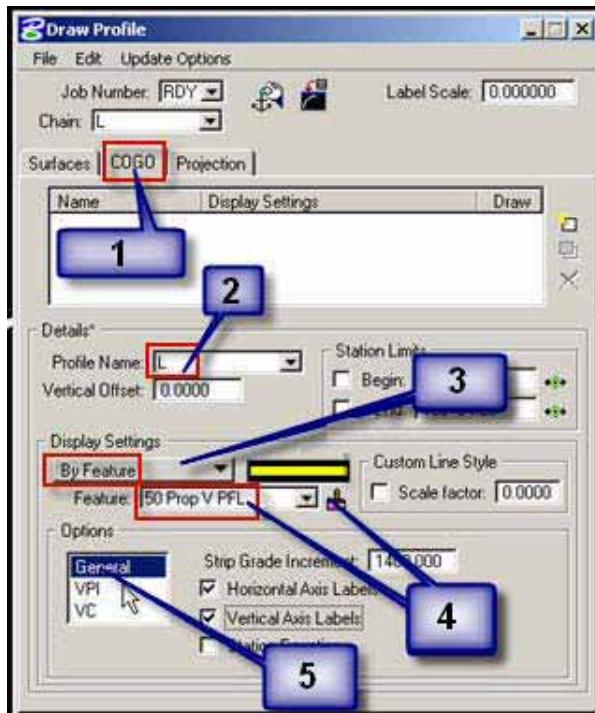 Draw Profile
File Edit Update Options
Job Number: RDY Label Scale: 0.000000
Chain: L
Surfaces COGO Projection
Name Display Settings Draw
1
2
Details*
Profile Name: L Station Limits
Vertical Offset: 0.0000 Begin:
3
Display Settings
By Feature Custom Line Style
Feature: 50 Prop V PFL Scale factor: 0.0000
Options
General Strip Grade Increment:
VPI Horizontal Axis Labels
VC Vertical Axis Labels
4
5